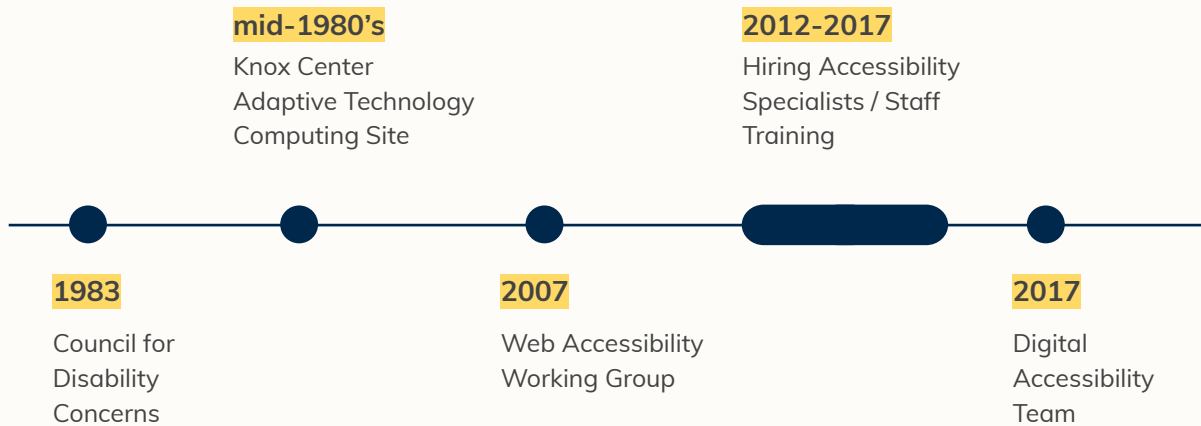 mid-1980’s
Knox Center
Adaptive Technology
Computing Site
2012-2017
Hiring Accessibility
Specialists / Staff
Training
1983
Council for
Disability
Concerns
2007
Web Accessibility
Working Group
2017
Digital
Accessibility
Team